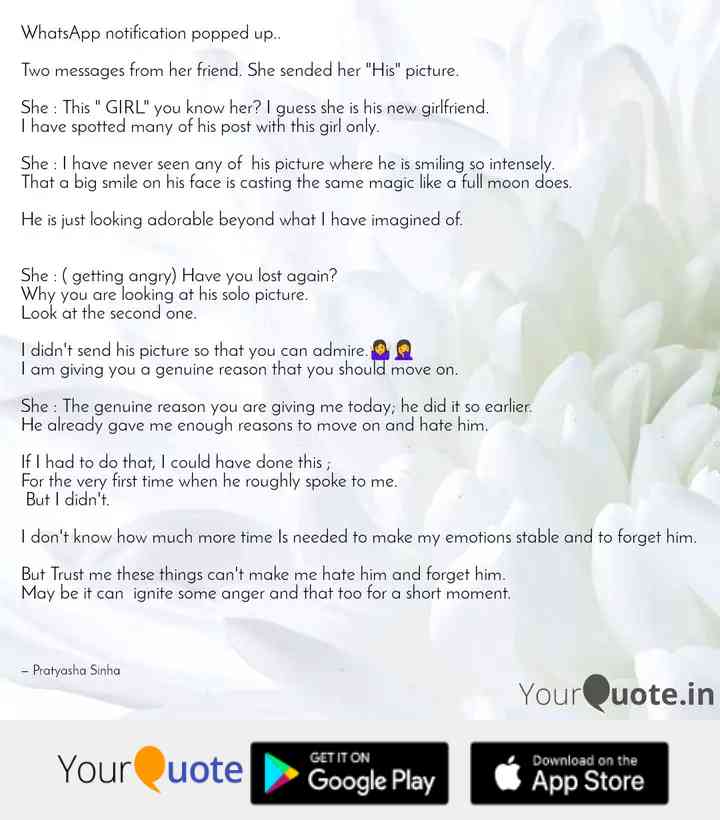 WhatsApp notification popped up..
Two messages from her friend. She sended her "His" picture.
She : This " GIRL" you know her? I guess she is his new girlfriend.
I have spotted many of his post with this girl only.
She : I have never seen any of his picture where he is smiling so intensely.
That a big smile on his face is casting the same magic like a full moon does.
He is just looking adorable beyond what I have imagined of.
She : ( getting angry) Have you lost again?
Why you are looking at his solo picture.
Look at the second one.
I didn't send his picture so that you can admire.🤷‍♀️🤦‍♀️
I am giving you a genuine reason that you should move on.
She : The genuine reason you are giving me today; he did it so earlier.
He already gave me enough reasons to move on and hate him.
If I had to do that, I could have done this ;
For the very first time when he roughly spoke to me.
But I didn't.
I don't know how much more time Is needed to make my emotions stable and to forget him.
But Trust me these things can't make me hate him and forget him.
May be it can ignite some anger and that too for a short moment.
– Pratyasha Sinha
YourQuote.in
YourQuote
GET IT ON
Google Play
Download on the
App Store